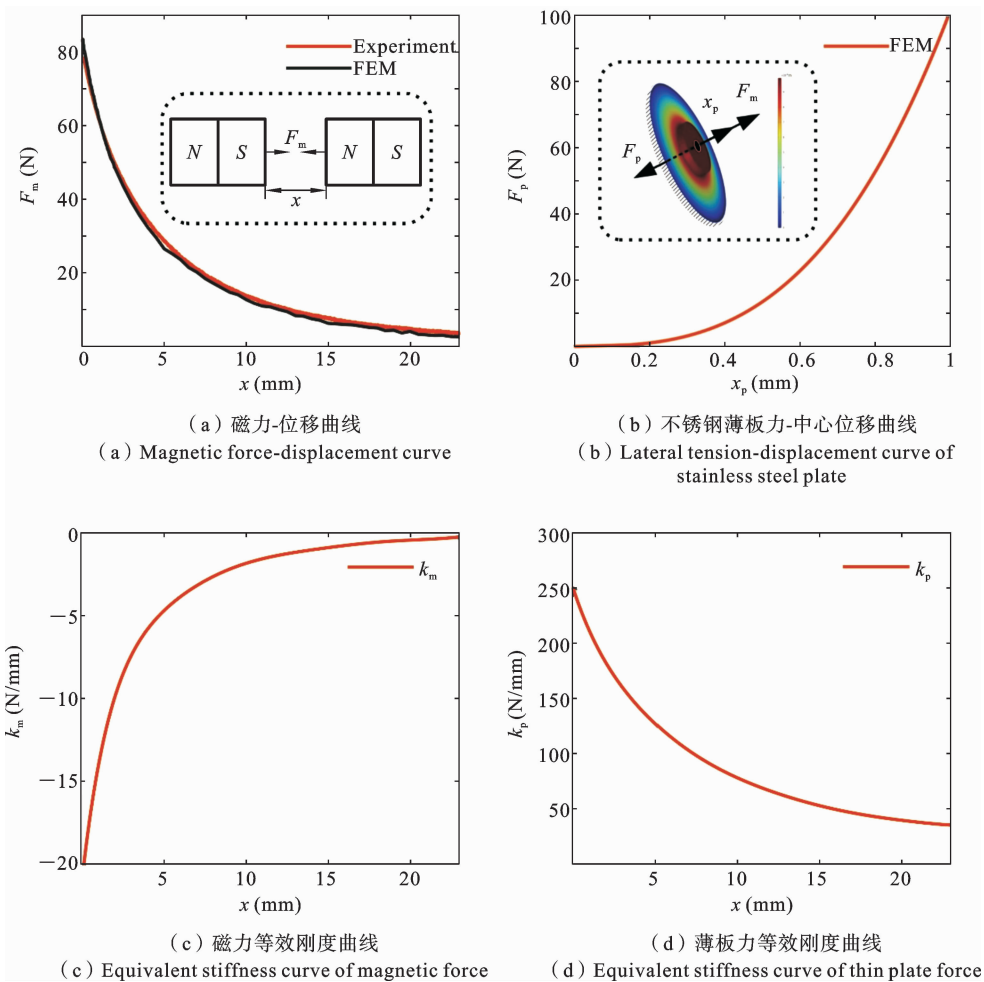 Experiment
FEM
N
S
F_m
N
S
x
F_m (N)
80
60
40
20
0
5
10
15
20
x (mm)
(a) 磁力-位移曲线
(a) Magnetic force-displacement curve
FEM
x_p
F_m
F_p
F_p (N)
100
80
60
40
20
0
0
0.2
0.4
0.6
0.8
1
x_p (mm)
(b) 不锈钢薄板力-中心位移曲线
(b) Lateral tension-displacement curve of
stainless steel plate
k_m
k_m (N/mm)
0
−5
−10
−15
−20
5
10
15
20
x (mm)
(c) 磁力等效刚度曲线
(c) Equivalent stiffness curve of magnetic force
k_p
k_p (N/mm)
300
250
200
150
100
50
5
10
15
20
x (mm)
(d) 薄板力等效刚度曲线
(d) Equivalent stiffness curve of thin plate force